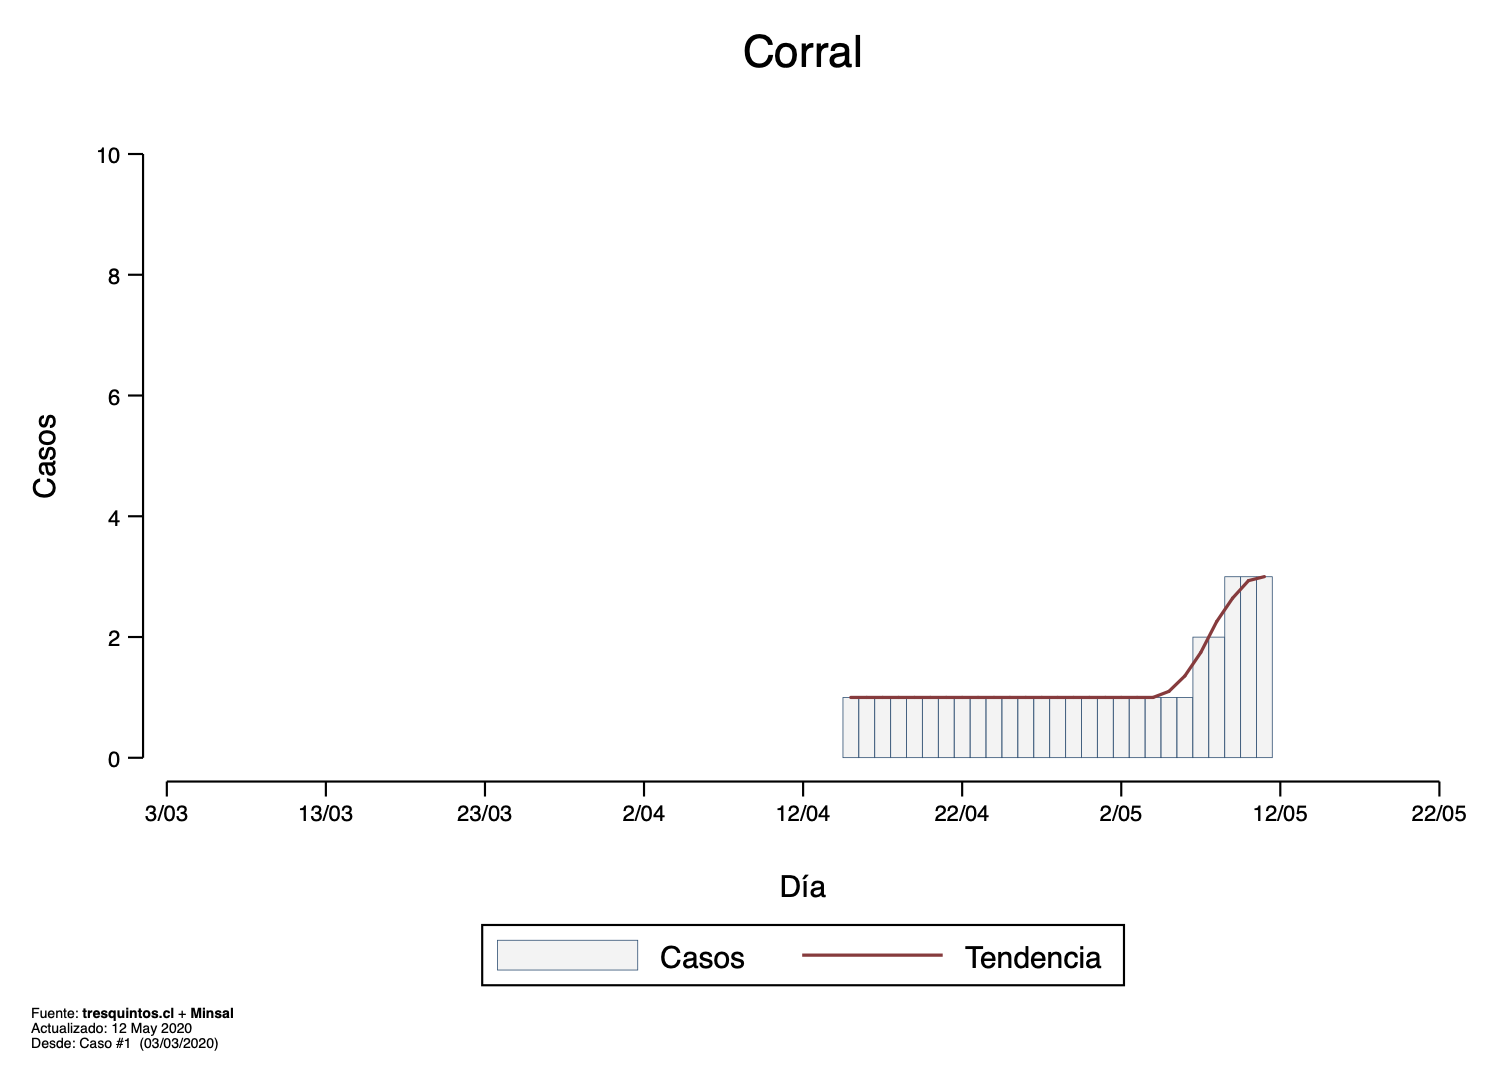 Corral
10
8
6
4
2
0
Casos
3/03 13/03 23/03 2/04 12/04 22/04 2/05 12/05 22/05
Día
Casos Tendencia
Fuente: tresquintos.cl + Minsal
Actualizado: 12 May 2020
Desde: Caso #1 (03/03/2020)